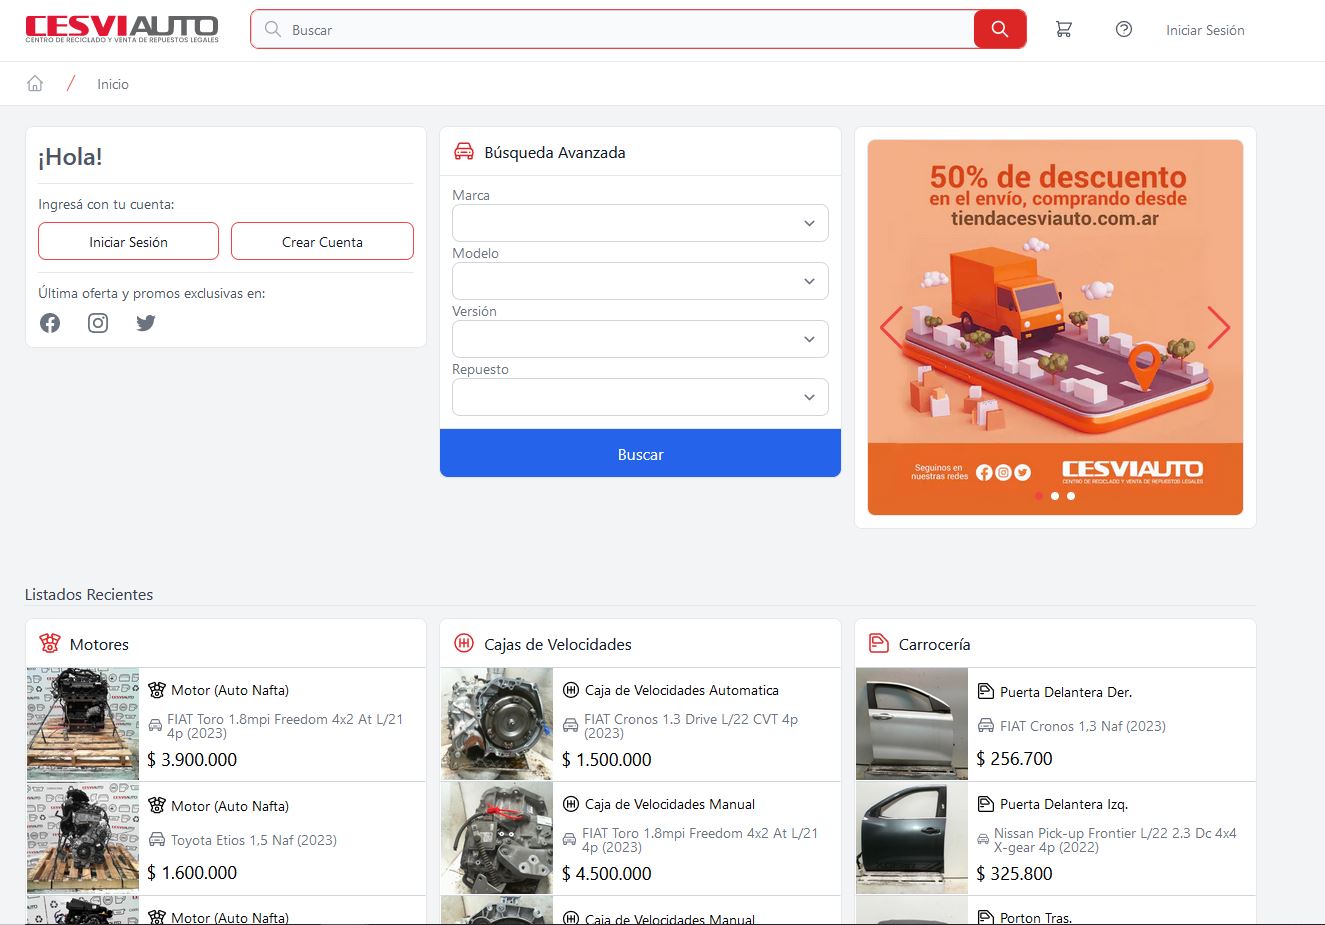 CESVIAUTO
CENTRO DE RECICLADO Y VENTA DE REPUESTOS LEGALES
Buscar
Iniciar Sesión
Inicio
¡Hola!
Ingresá con tu cuenta:
Iniciar Sesión
Crear Cuenta
Última oferta y promos exclusivas en:
Búsqueda Avanzada
Marca
Modelo
Versión
Repuesto
Buscar
50% de descuento
en el envío, comprando desde
tiendacesviauto.com.ar
Seguinos en
nuestras redes
CESVIAUTO
CENTRO DE RECICLADO Y VENTA DE REPUESTOS LEGALES
Listados Recientes
Motores
Motor (Auto Nafta)
FIAT Toro 1.8mpi Freedom 4x2 At L/21
4p (2023)
$ 3.900.000
Motor (Auto Nafta)
Toyota Etios 1,5 Naf (2023)
$ 1.600.000
Motor (Auto Nafta)
Cajas de Velocidades
Caja de Velocidades Automatica
FIAT Cronos 1.3 Drive L/22 CVT 4p
(2023)
$ 1.500.000
Caja de Velocidades Manual
FIAT Toro 1.8mpi Freedom 4x2 At L/21
4p (2023)
$ 4.500.000
Caja de Velocidades Manual
Carrocería
Puerta Delantera Der.
FIAT Cronos 1,3 Naf (2023)
$ 256.700
Puerta Delantera Izq.
Nissan Pick-up Frontier L/22 2.3 Dc 4x4
X-gear 4p (2022)
$ 325.800
Porton Tras.